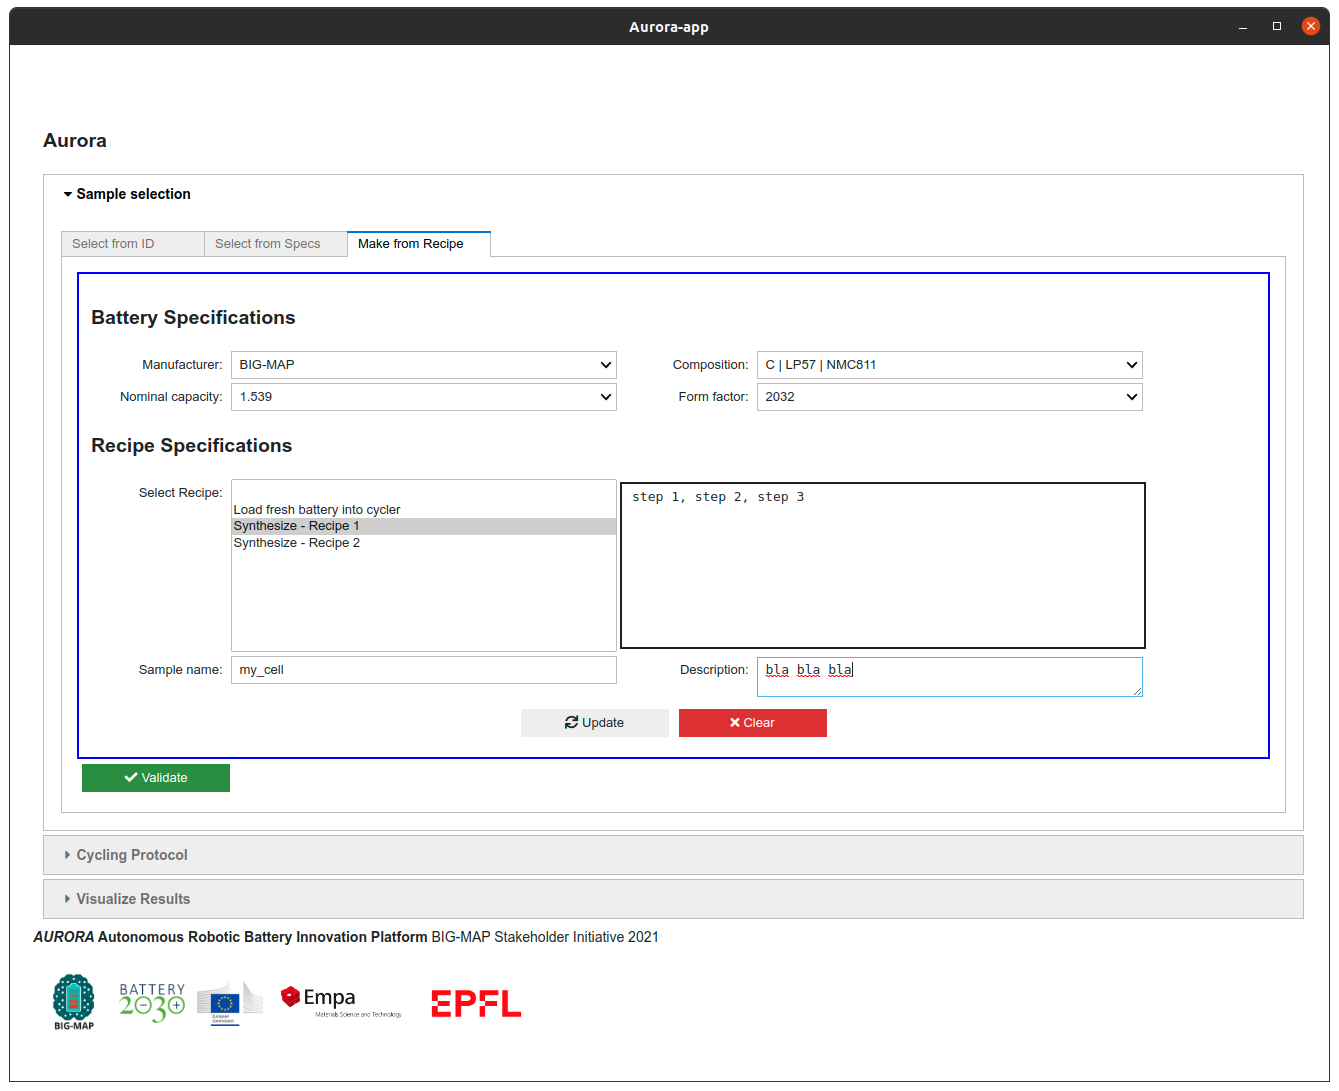 Aurora-app
Aurora
Sample selection
Select from ID
Select from Specs
Make from Recipe
Battery Specifications
Manufacturer: BIG-MAP
Composition: C | LP57 | NMC811
Nominal capacity: 1.539
Form factor: 2032
Recipe Specifications
Select Recipe:
Load fresh battery into cycler
Synthesize - Recipe 1
Synthesize - Recipe 2
step 1, step 2, step 3
Sample name: my_cell
Description: bla bla bla
Update
Clear
Validate
Cycling Protocol
Visualize Results
AURORA Autonomous Robotic Battery Innovation Platform BIG-MAP Stakeholder Initiative 2021
BIG-MAP
BATTERY
2030
European
Commission
Empa
Materials Science and Technology
EPFL